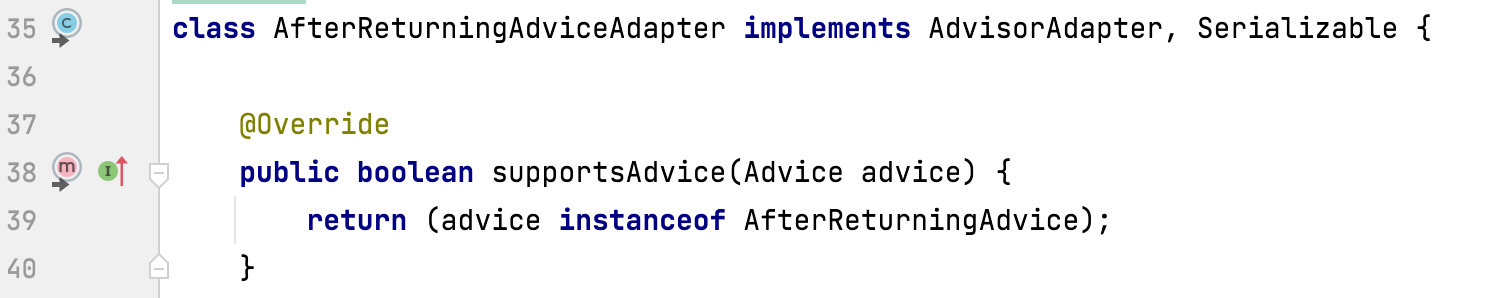 35 class AfterReturningAdviceAdapter implements AdvisorAdapter, Serializable {
36
37 @Override
38 public boolean supportsAdvice(Advice advice) {
39 return (advice instanceof AfterReturningAdvice);
40 }